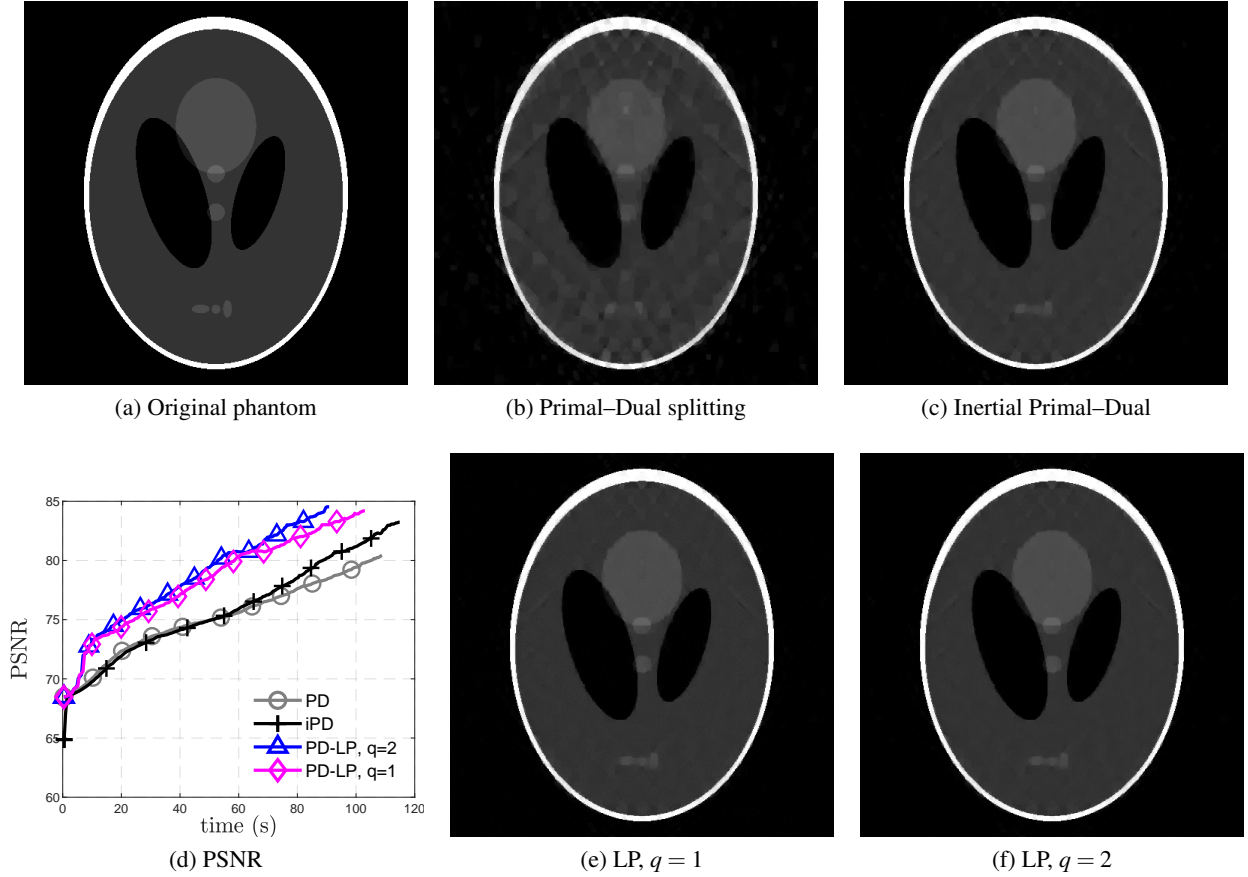 (a) Original phantom
(b) Primal–Dual splitting
(c) Inertial Primal–Dual
85
80
75
70
65
60
PSNR
PD
iPD
PD-LP, q=2
PD-LP, q=1
0 20 40 60 80 100 120
time (s)
(d) PSNR
(e) LP, q = 1
(f) LP, q = 2